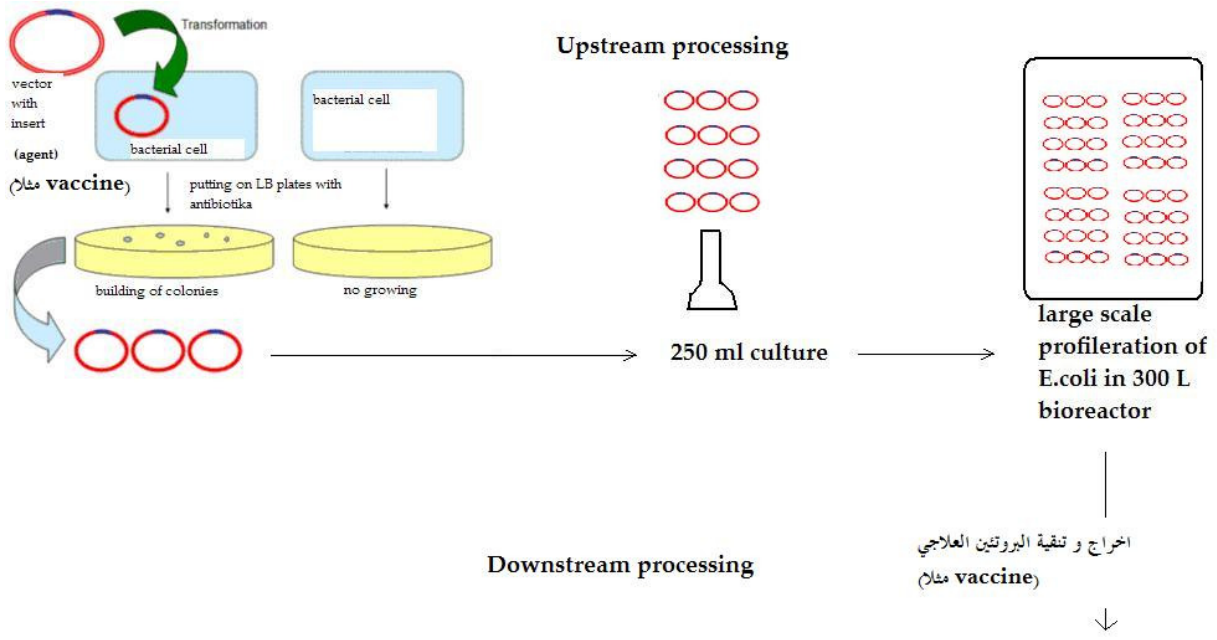 Transformation
vector
with
insert
(agent)
(مثلا vaccine)
bacterial cell
bacterial cell
putting on LB plates with
antibiotika
building of colonies
no growing
Upstream processing
250 ml culture
large scale
profileration of
E.coli in 300 L
bioreactor
اخراج و تنقية البروتئين العلاجي
(مثلا vaccine)
Downstream processing